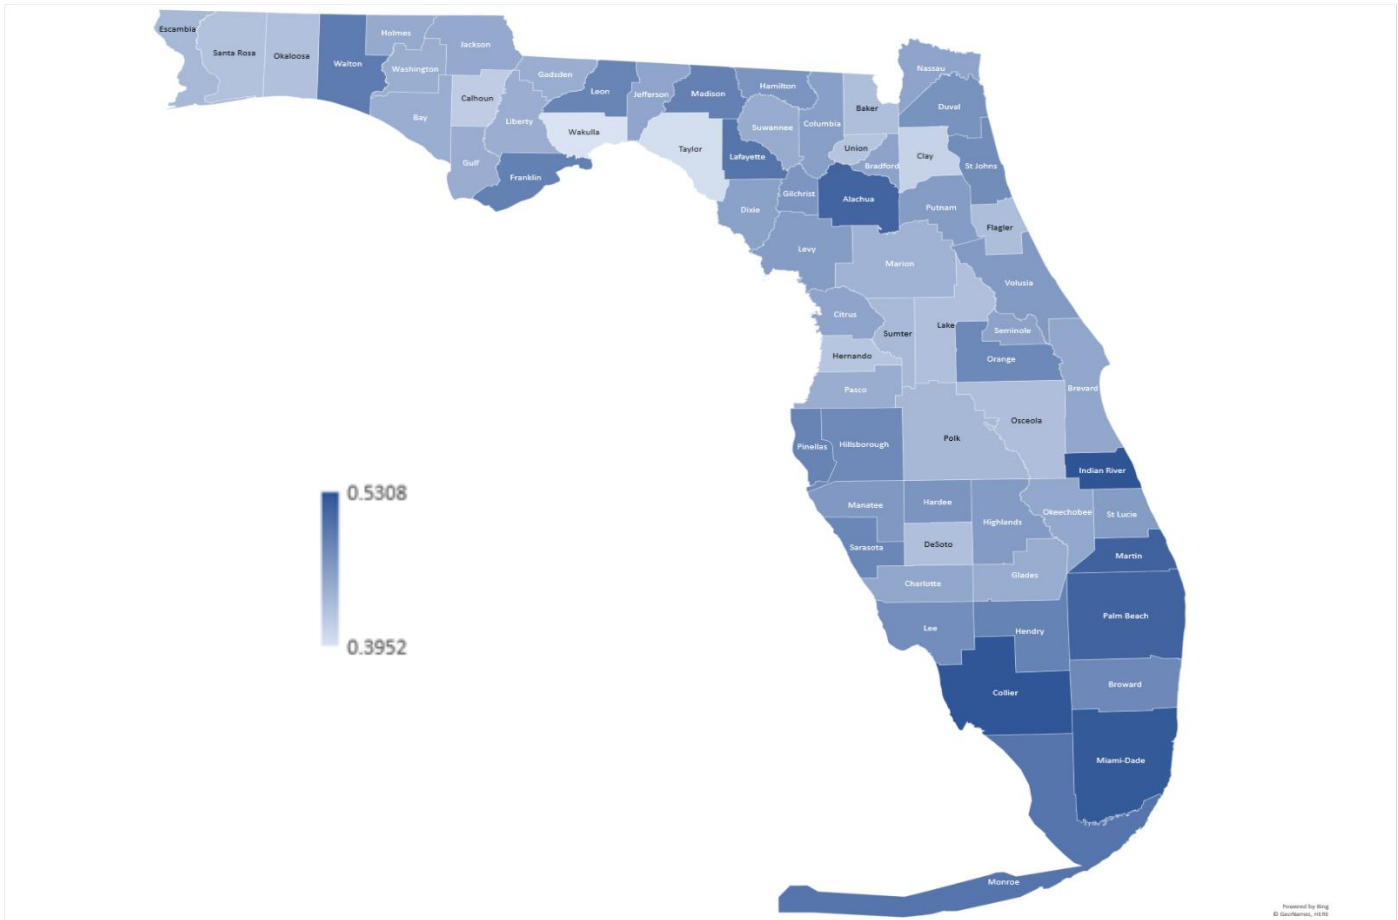 Escambia
Santa Rosa
Okaloosa
Walton
Holmes
Washington
Jackson
Calhoun
Bay
Gulf
Liberty
Gadsden
Franklin
Wakulla
Leon
Jefferson
Madison
Taylor
Hamilton
Suwannee
Lafayette
Columbia
Dixie
Gilchrist
Baker
Union
Bradford
Nassau
Duval
Clay
St Johns
Alachua
Putnam
Flagler
Levy
Marion
Volusia
Citrus
Sumter
Lake
Seminole
Orange
Hernando
Pasco
Brevard
Osceola
Polk
Pinellas
Hillsborough
Indian River
Manatee
Hardee
Highlands
Okeechobee
St Lucie
Sarasota
DeSoto
Martin
Charlotte
Glades
Palm Beach
Lee
Hendry
Collier
Broward
Miami-Dade
Monroe
0.5308
0.3952
Powered by Bing
© GeoNames, HERE